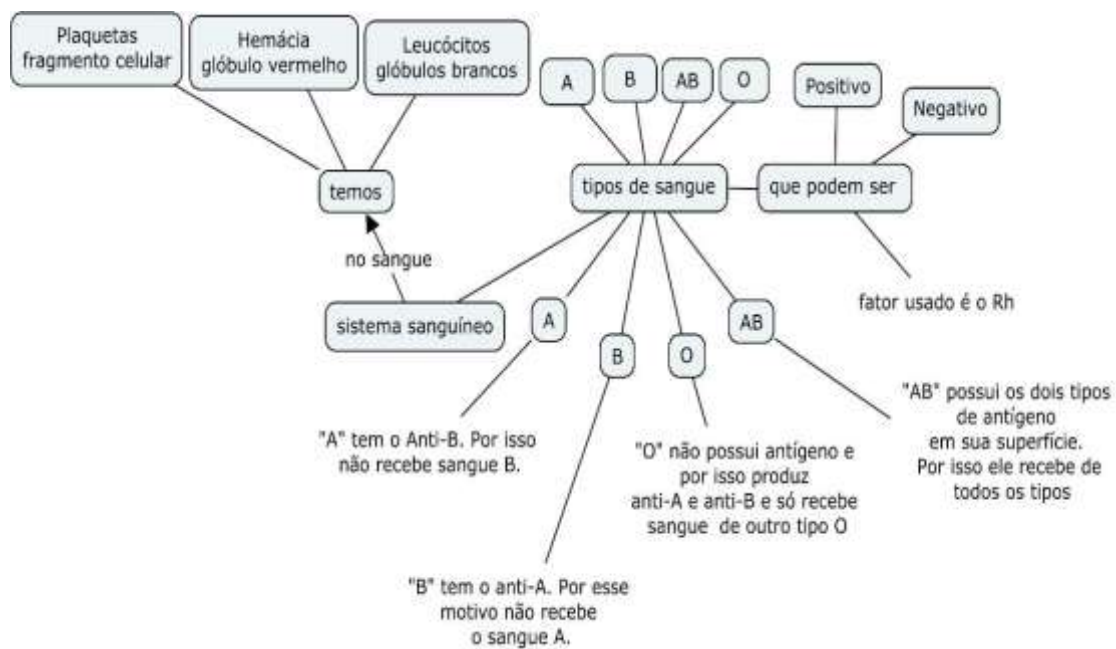 Plaquetas
fragmento celular
Hemácia
glóbulo vermelho
Leucócitos
glóbulos brancos
A
B
AB
O
Positivo
Negativo
temos
tipos de sangue
que podem ser
no sangue
sistema sanguíneo
A
B
O
AB
fator usado é o Rh
"A" tem o Anti-B. Por isso
não recebe sangue B.
"O" não possui antígeno e
por isso produz
anti-A e anti-B e só recebe
sangue de outro tipo O
"AB" possui os dois tipos
de antígeno
em sua superfície.
Por isso ele recebe de
todos os tipos
"B" tem o anti-A. Por esse
motivo não recebe
o sangue A.